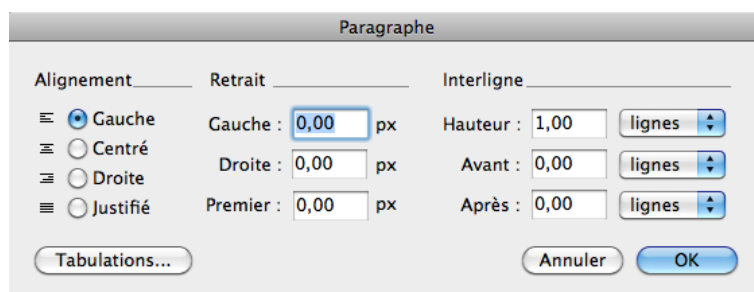 Paragraphe
Alignement Retrait Interligne
Gauche Gauche : 0,00 px Hauteur : 1,00 lignes
Centré Droite : 0,00 px Avant : 0,00 lignes
Droite Premier : 0,00 px Après : 0,00 lignes
Justifié
Tabulations... Annuler OK